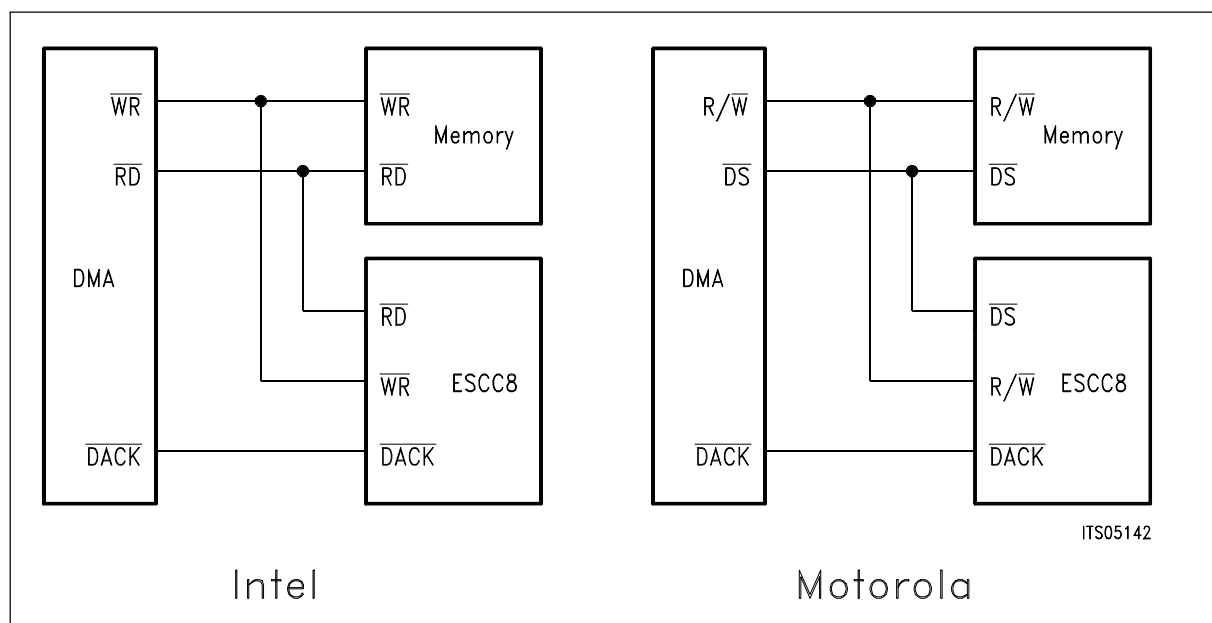 WR
RD
DMA
DACK
WR
Memory
RD
RD
WR
ESCC8
DACK
Intel
R/W
DS
DMA
DACK
R/W
Memory
DS
DS
R/W
ESCC8
DACK
ITS05142
Motorola